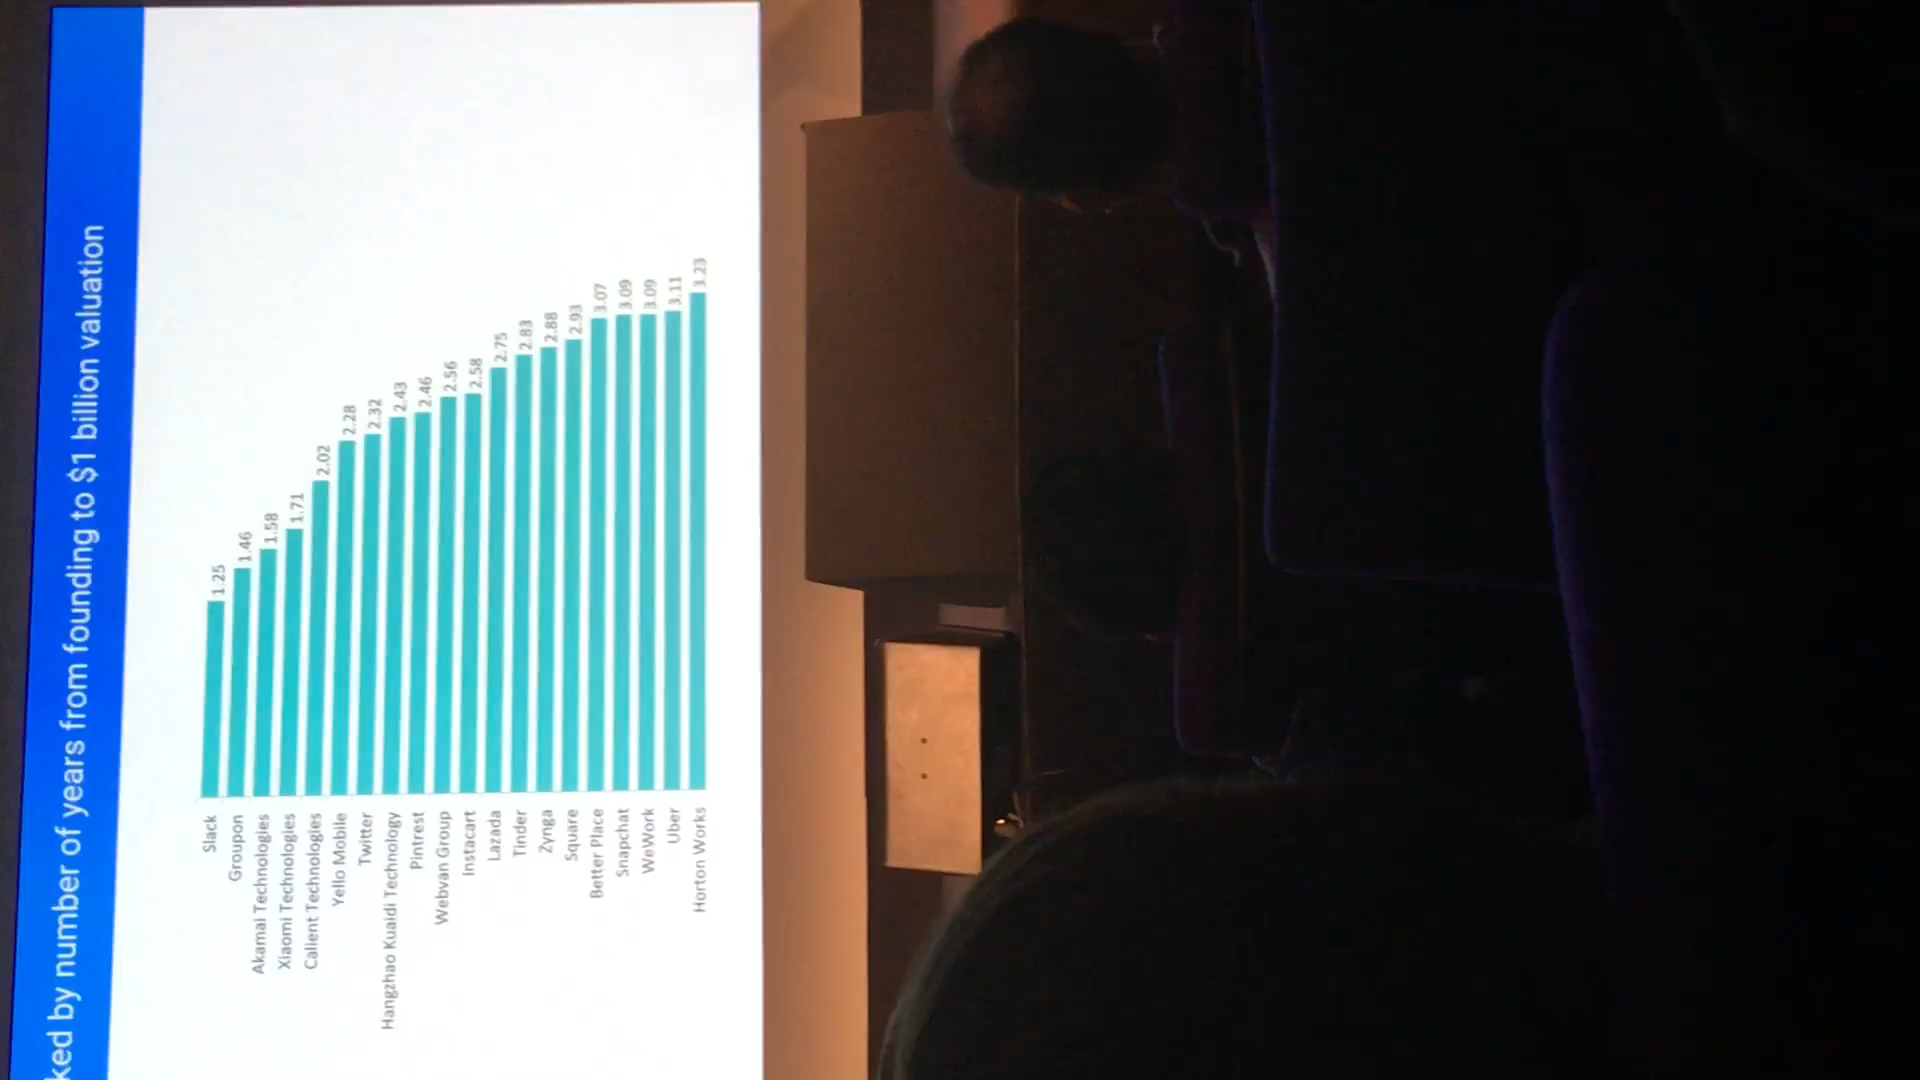 ked by number of years from founding to $1 billion valuation
Slack 1.25
Groupon 1.46
Akamai Technologies 1.58
Xiaomi Technologies 1.71
Calient Technologies 2.02
Yello Mobile 2.28
Twitter 2.32
Hangzhao Kuaidi Technology 2.43
Pintrest 2.46
Webvan Group 2.56
Instacart 2.58
Lazada 2.75
Tinder 2.83
Zynga 2.88
Square 2.93
Better Place 3.07
Snapchat 3.09
WeWork 3.09
Uber 3.11
Horton Works 3.23